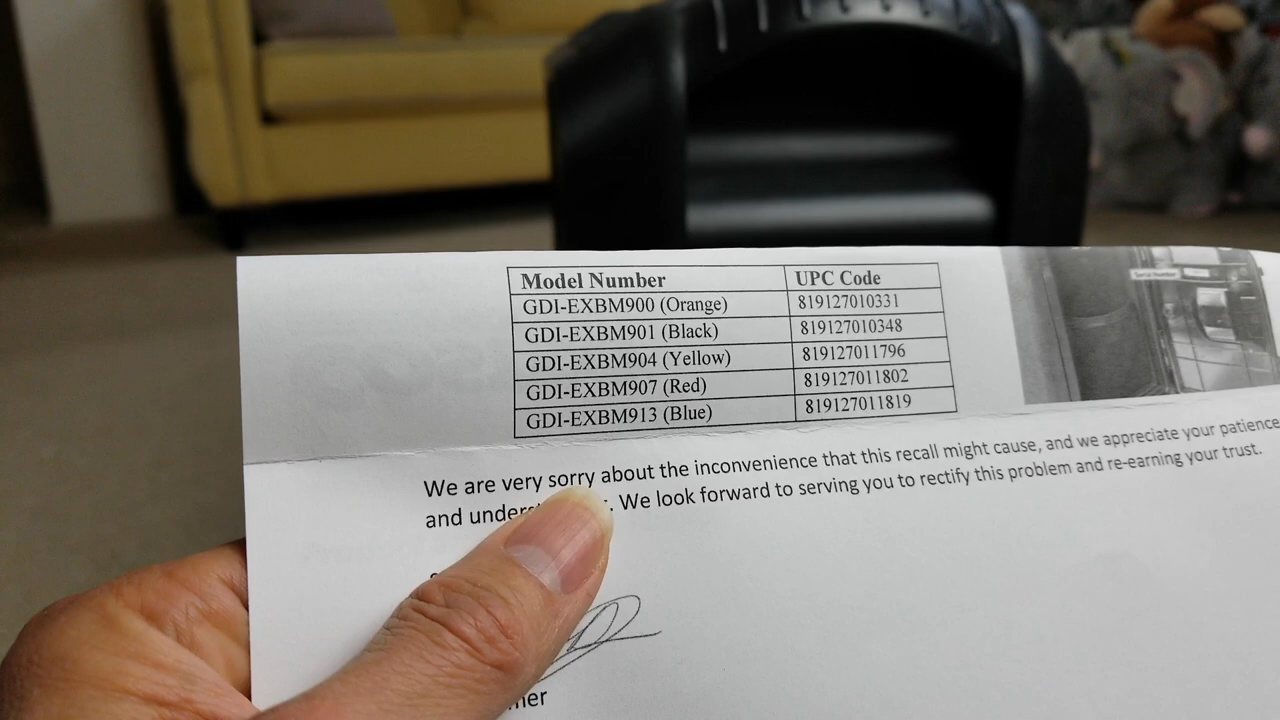 Model Number UPC Code
GDI-EXBM900 (Orange) 819127010331
GDI-EXBM901 (Black) 819127010348
GDI-EXBM904 (Yellow) 819127011796
GDI-EXBM907 (Red) 819127011802
GDI-EXBM913 (Blue) 819127011819
Serial Number
We are very sorry about the inconvenience that this recall might cause, and we appreciate your patience
and . We look forward to serving you to rectify this problem and re-earning your trust.